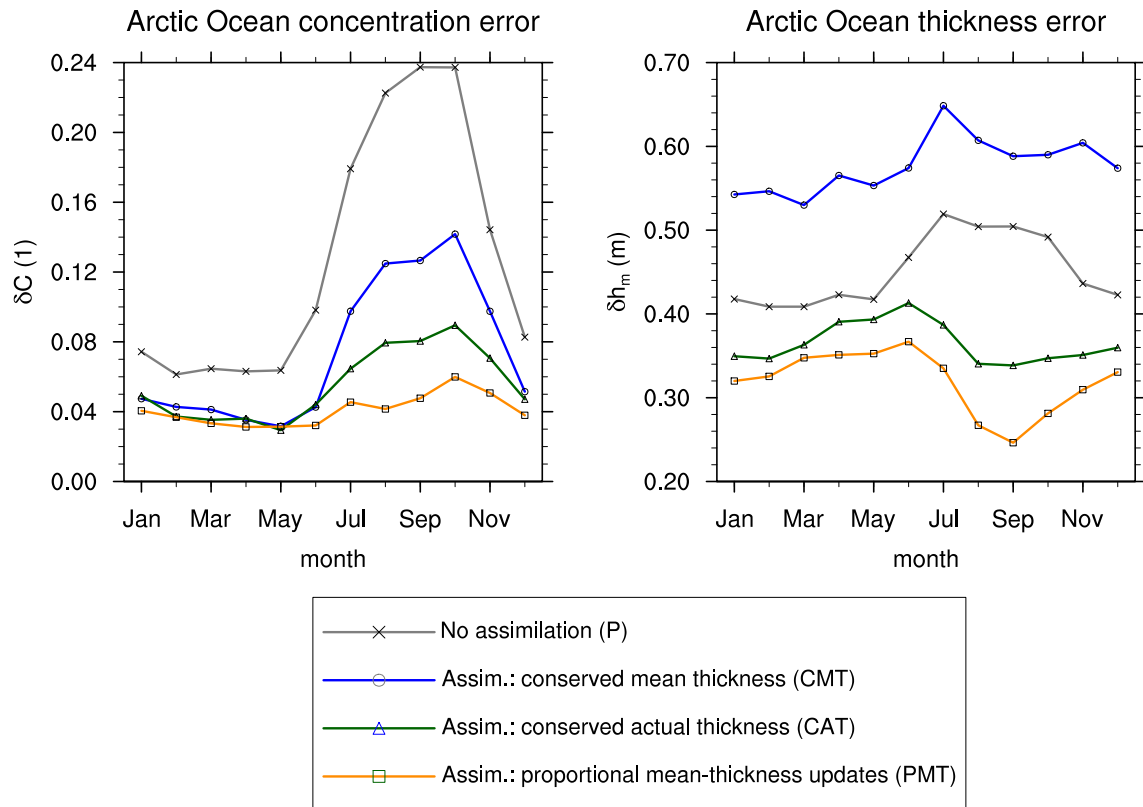 Arctic Ocean concentration error
0.24
0.20
0.16
0.12
0.08
0.04
0.00
δC (1)
Jan Mar May Jul Sep Nov
month
Arctic Ocean thickness error
0.70
0.60
0.50
0.40
0.30
0.20
δhm (m)
Jan Mar May Jul Sep Nov
month
No assimilation (P)
Assim.: conserved mean thickness (CMT)
Assim.: conserved actual thickness (CAT)
Assim.: proportional mean-thickness updates (PMT)